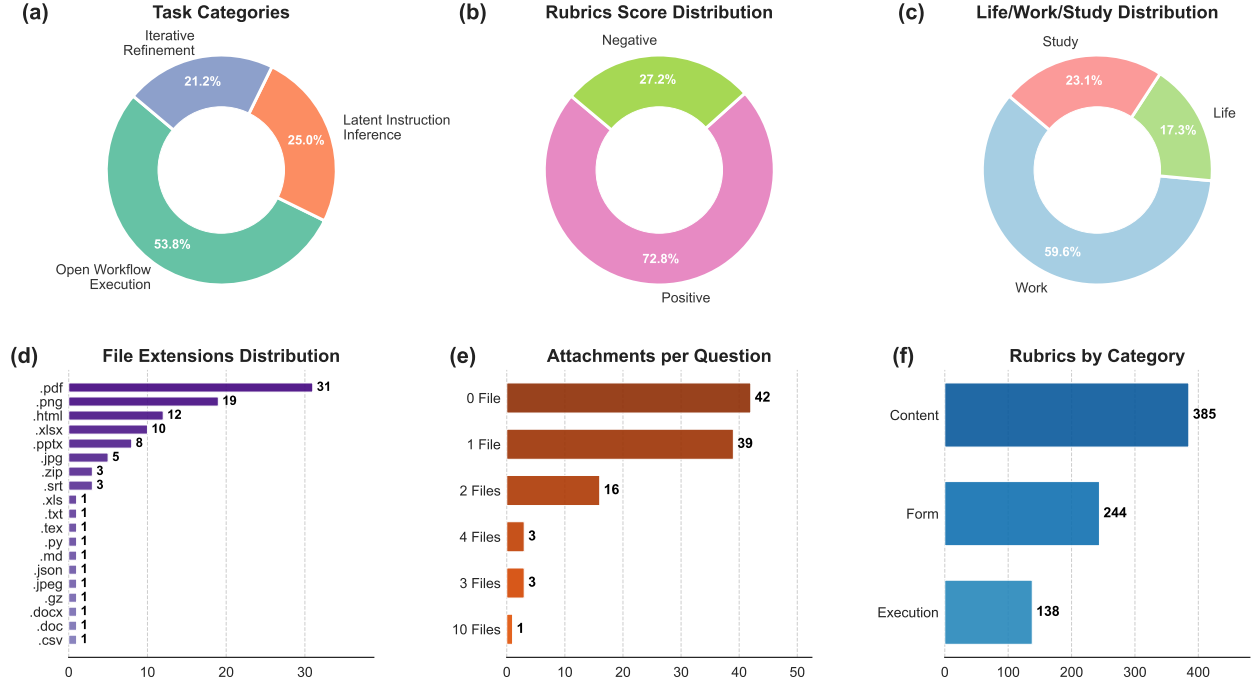 (a) Task Categories
Iterative
Refinement
21.2%
Latent Instruction
Inference
25.0%
53.8%
Open Workflow
Execution
(b) Rubrics Score Distribution
Negative
27.2%
72.8%
Positive
(c) Life/Work/Study Distribution
Study
23.1%
Life
17.3%
59.6%
Work
(d) File Extensions Distribution
.pdf 31
.png 19
.html 12
.xlsx 10
.pptx 8
.jpg 5
.zip 3
.srt 3
.xls 1
.txt 1
.tex 1
.py 1
.md 1
.json 1
.jpeg 1
.gz 1
.docx 1
.doc 1
.csv 1
0 10 20 30
(e) Attachments per Question
0 File 42
1 File 39
2 Files 16
4 Files 3
3 Files 3
10 Files 1
0 10 20 30 40 50
(f) Rubrics by Category
Content 385
Form 244
Execution 138
0 100 200 300 400